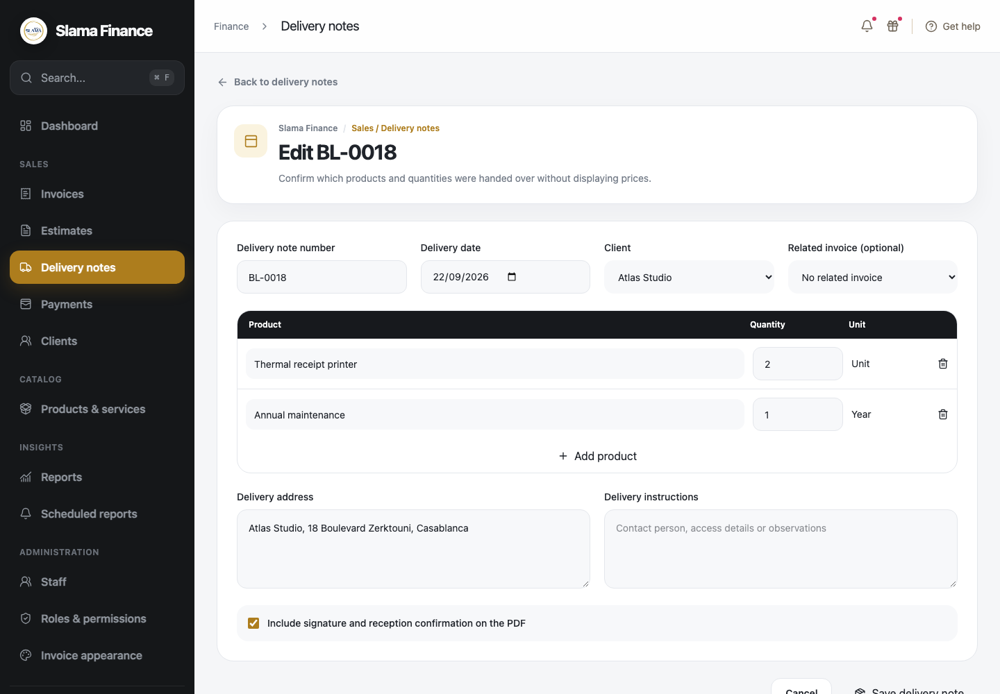 SLAMA
Slama Finance
Search...
⌘ F
Dashboard
SALES
Invoices
Estimates
Delivery notes
Payments
Clients
CATALOG
Products & services
INSIGHTS
Reports
Scheduled reports
ADMINISTRATION
Staff
Roles & permissions
Invoice appearance
Finance > Delivery notes
Get help
Back to delivery notes
Slama Finance / Sales / Delivery notes
Edit BL-0018
Confirm which products and quantities were handed over without displaying prices.
Delivery note number
BL-0018
Delivery date
22/09/2026
Client
Atlas Studio
Related invoice (optional)
No related invoice
Product Quantity Unit
Thermal receipt printer 2 Unit
Annual maintenance 1 Year
+ Add product
Delivery address
Atlas Studio, 18 Boulevard Zerktouni, Casablanca
Delivery instructions
Contact person, access details or observations
Include signature and reception confirmation on the PDF
Cancel
Save delivery note